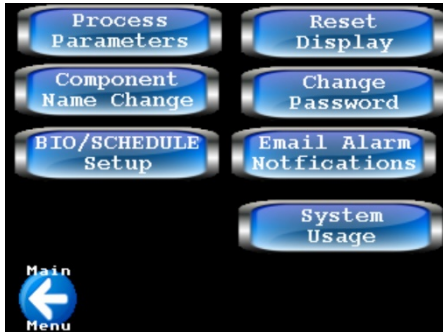 Process
Parameters
Reset
Display
Component
Name Change
Change
Password
BIO/SCHEDULE
Setup
Email Alarm
Notfications
System
Usage
Main
Menu